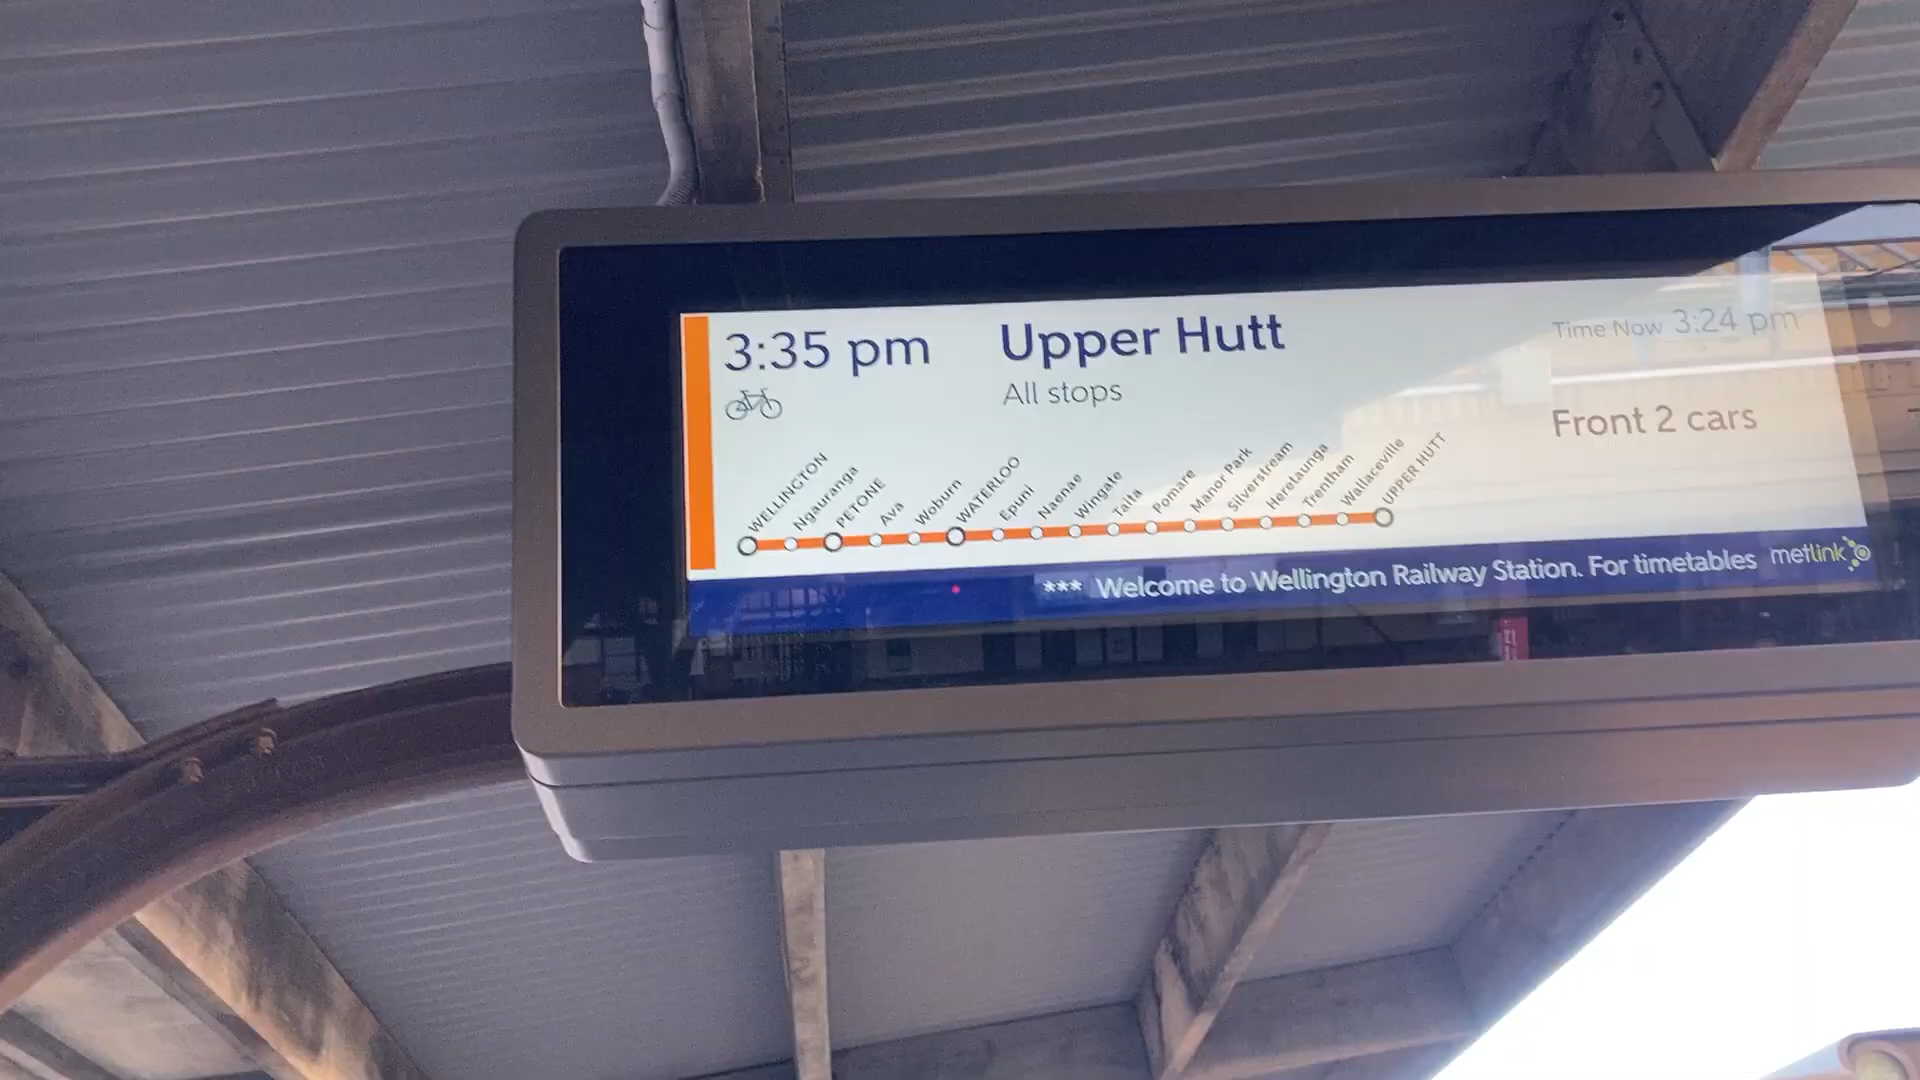 3:35 pm
Upper Hutt
Time Now 3:24 pm
All stops
Front 2 cars
WELLINGTON
Ngauranga
PETONE
Ava
Woburn
WATERLOO
Epuni
Naenae
Wingate
Taita
Pomare
Manor Park
Silverstream
Heretaunga
Trentham
Wallaceville
UPPER HUTT
*** Welcome to Wellington Railway Station. For timetables
metlink